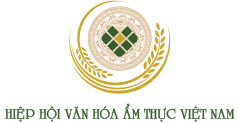 HIỆP HỘI VĂN HÓA ẨM THỰC VIỆT NAM